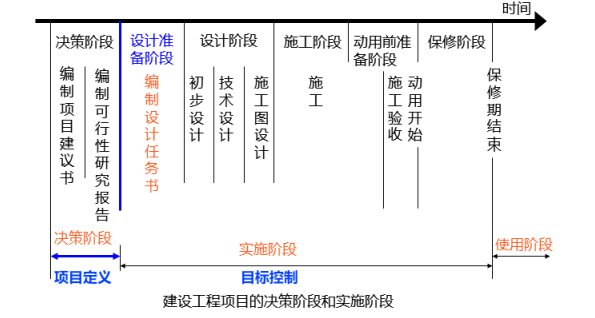 时间
决策阶段
设计准
备阶段
设计阶段
施工阶段
动用前准
备阶段
保修阶段
编制项目建议书
编制可行性研究报告
编制设计任务书
初步设计
技术设计
施工图设计
施工
施工验收
动用开始
保修期结束
决策阶段
实施阶段
使用阶段
项目定义
目标控制
建设工程项目的决策阶段和实施阶段